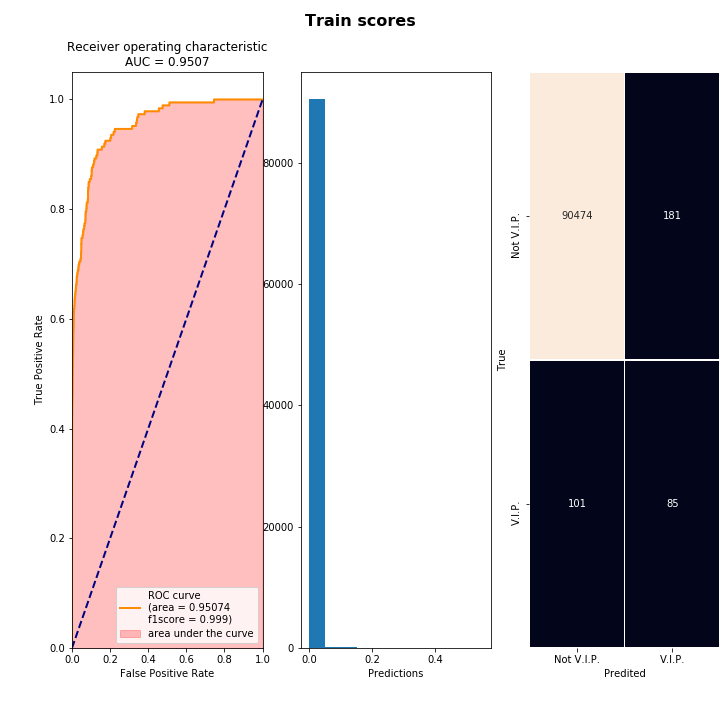 Train scores
Receiver operating characteristic
AUC = 0.9507
True Positive Rate
1.0
0.8
0.6
0.4
0.2
0.0
0.0 0.2 0.4 0.6 0.8 1.0
False Positive Rate
ROC curve
(area = 0.95074
f1score = 0.999)
area under the curve
80000
60000
40000
20000
0
0.0 0.2 0.4
Predictions
True
Not V.I.P.
V.I.P.
90474 181
101 85
Not V.I.P. V.I.P.
Predited